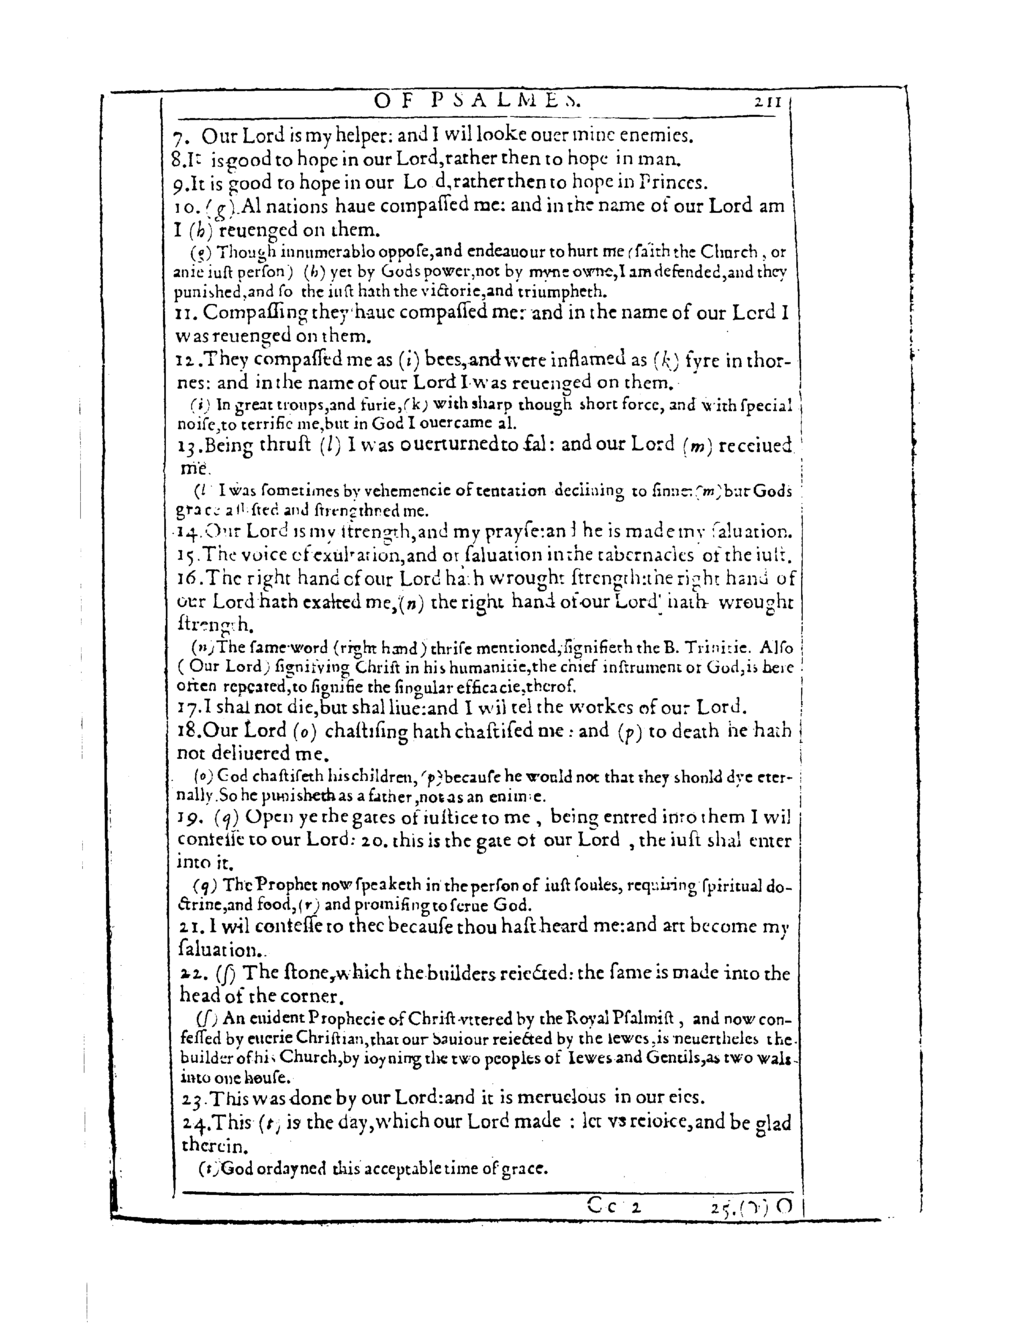 OF PSALMES. 211
7. Our Lord is my helper: and I wil looke ouer mine enemies.
8.It is good to hope in our Lord,rather then to hope in man.
9.It is good to hope in our Lo d,rather then to hope in Princes.
10. (g).Al nations haue compaſſed me: and in the name of our Lord am
I (h) reuenged on them.
(g) Though innumerablo oppoſe,and endeauour to hurt me (ſaith the Church, or
anie iuſt perſon) (h) yet by Gods power,not by myne owne,I am defended,and they
punished,and ſo the iuſt hath the victorie,and triumpheth.
11. Compaſſing they haue compaſſed me: and in the name of our Lord I
was reuenged on them.
12.They compaſſed me as (i) bees,and were inflamed as (k) fyre in thor-
nes: and in the name of our Lord I was reuenged on them.
(i) In great troups,and furie,(k) with sharp though short force, and with ſpecial
noiſe,to terrifie me,but in God I ouercame al.
13.Being thruſt (l) I was ouerturned to fal: and our Lord (m) receiued
me.
(l I was ſometimes by vehemencie of tentation declining to ſinne: (m) but Gods
grace aſſiſted and ſtrengthned me.
14.Our Lord is my ſtrength,and my prayſe:and he is made my ſaluation.
15.The voice of exultation,and of ſaluation in the tabernacles of the iuſt.
16.The right hand of our Lord hath wrought ſtrength:the right hand of
our Lord hath exalted me,(n) the right hand of our Lord hath wrought
ſtrength.
(n)The ſame word (right hand) thriſe mentioned,ſignifieth the B. Trinitie. Alſo
( Our Lord) ſignifying Chriſt in his humanitie,the chief inſtrument of God,is here
often repeated,to ſignifie the ſingular efficacie,therof.
17.I shal not die,but shal liue:and I wil tel the workes of our Lord.
18.Our Lord (o) chaſtiſing hath chaſtiſed me : and (p) to death he hath
not deliuered me.
(o) God chaſtiſeth his children, (p)becauſe he would not that they should dye eter-
nally.So he punisheth as a father,not as an enimie.
19. (q) Open ye the gates of iuſtice to me , being entred into them I wil
confeſſe to our Lord: 20. this is the gate of our Lord , the iuſt shal enter
into it.
(q) The Prophet now ſpeaketh in the perſon of iuſt ſoules, requiring ſpiritual do-
ctrine,and food,(r) and promiſing to ſerue God.
21. I wil confeſſe to thee becauſe thou haſt heard me:and art become my
ſaluation.
22. (ſ) The ſtone,which the builders reiected: the ſame is made into the
head of the corner.
(ſ) An euident Prophecie of Chriſt vttered by the Royal Pſalmiſt , and now con-
feſſed by euerie Chriſtian,that our Sauiour reiected by the Iewes,is neuertheles the
builder of his Church,by ioyning the two peoples of Iewes and Gentils,as two wals
into one houſe.
23.This was done by our Lord:and it is meruelous in our eies.
24.This (t) is the day,which our Lord made : let vs reioice,and be glad
therein.
(t)God ordayned this acceptable time of grace.
Cc 2 25.(v) O